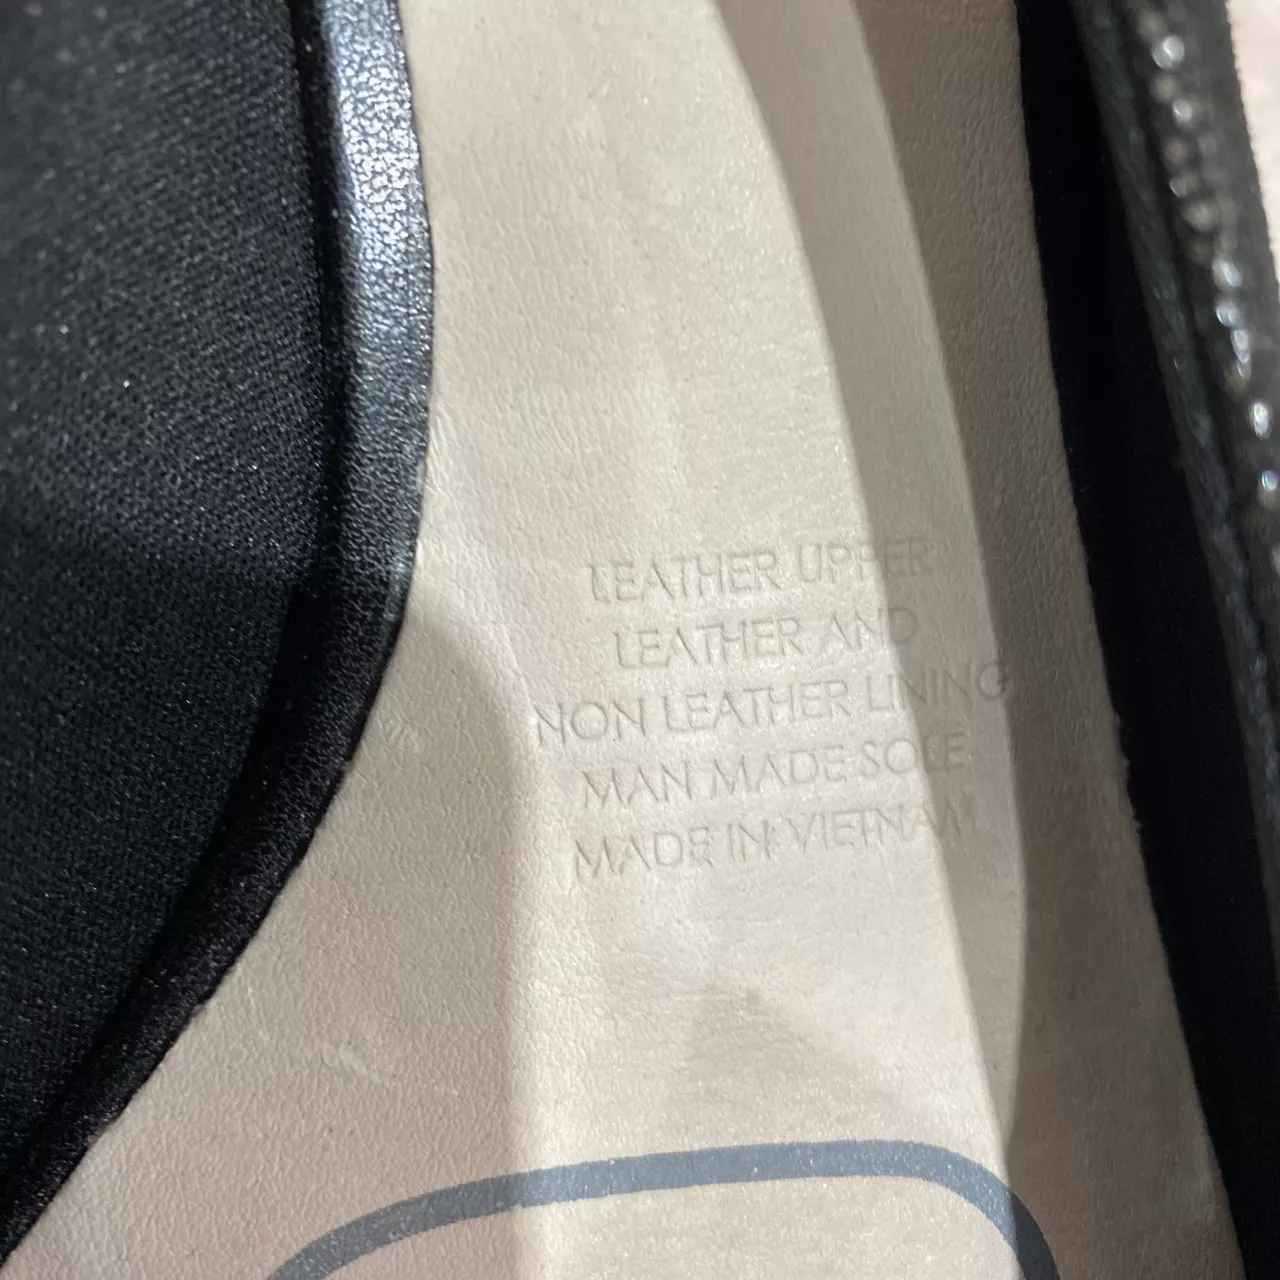 LEATHER UPPER
LEATHER AND
NON LEATHER LINING
MAN MADE SOLE
MADE IN VIETNAM